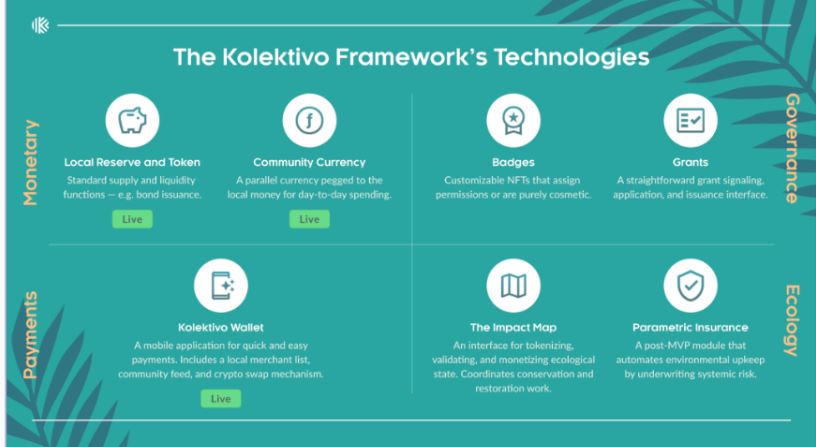 The Kolektivo Framework's Technologies
Monetary
Local Reserve and Token
Standard supply and liquidity
functions — e.g. bond issuance.
Live
Community Currency
A parallel currency pegged to the
local money for day-to-day spending.
Live
Badges
Customizable NFTs that assign
permissions or are purely cosmetic.
Grants
A straightforward grant signaling,
application, and issuance interface.
Governance
Payments
Kolektivo Wallet
A mobile application for quick and easy
payments. Includes a local merchant list,
community feed, and crypto swap mechanism.
Live
The Impact Map
An interface for tokenizing,
validating, and monetizing ecological
state. Coordinates conservation and
restoration work.
Parametric Insurance
A post-MVP module that
automates environmental upkeep
by underwriting systemic risk.
Ecology